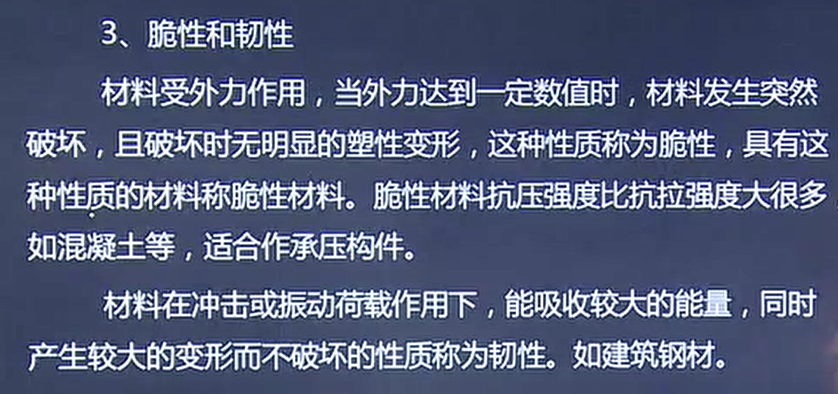 3、脆性和韧性
材料受外力作用，当外力达到一定数值时，材料发生突然
破坏，且破坏时无明显的塑性变形，这种性质称为脆性，具有这
种性质的材料称脆性材料。脆性材料抗压强度比抗拉强度大很多
如混凝土等，适合作承压构件。
材料在冲击或振动荷载作用下，能吸收较大的能量，同时
产生较大的变形而不破坏的性质称为韧性。如建筑钢材。